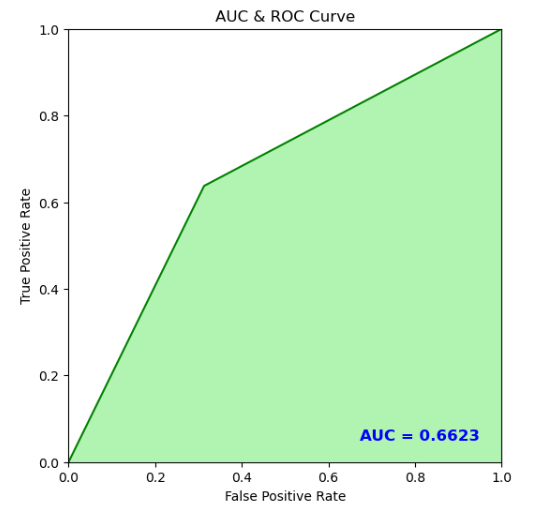 AUC & ROC Curve
1.0
0.8
0.6
0.4
0.2
0.0
True Positive Rate
AUC = 0.6623
0.0 0.2 0.4 0.6 0.8 1.0
False Positive Rate